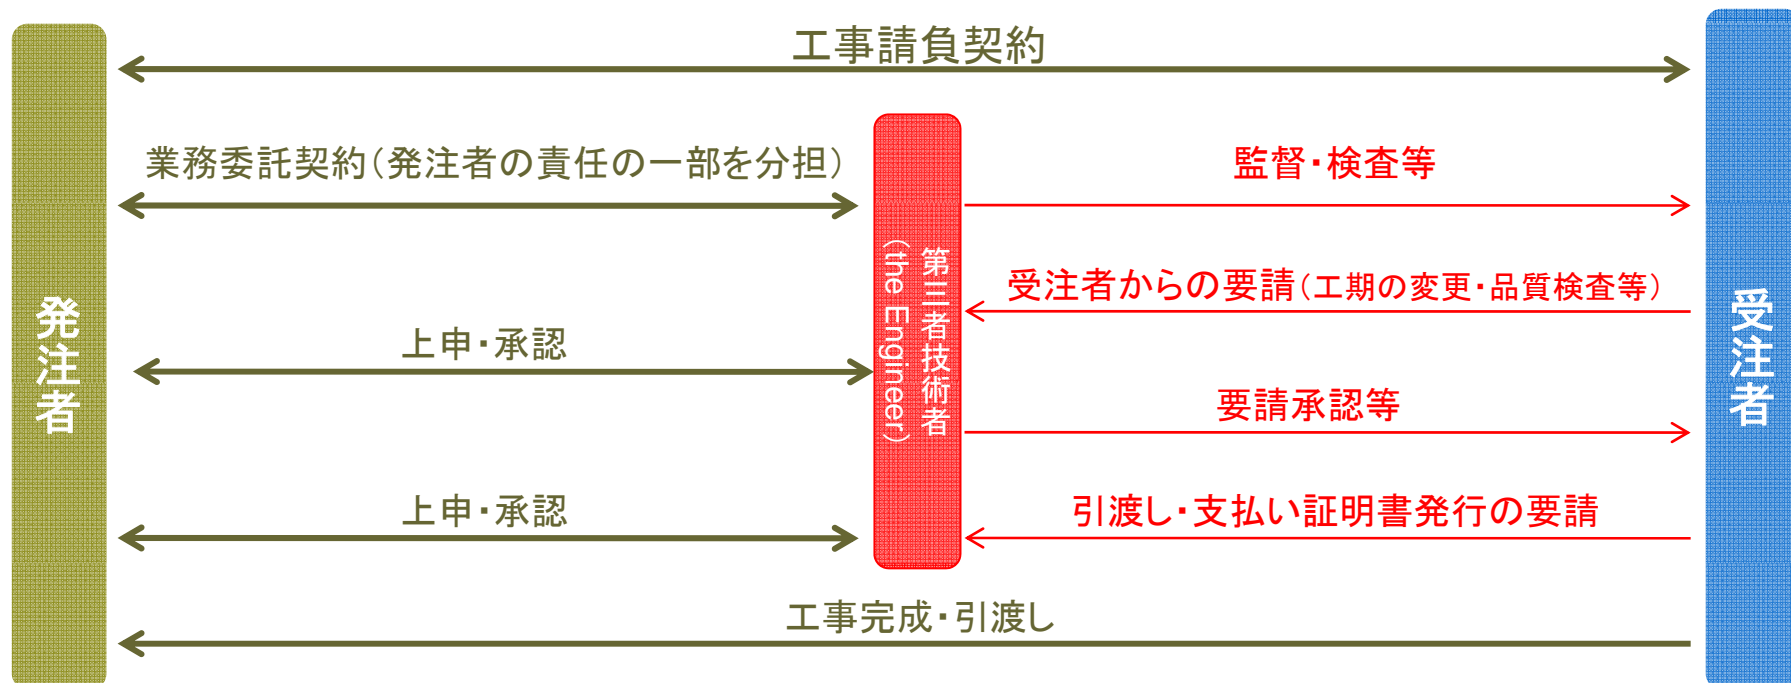 工事請負契約
業務委託契約（発注者の責任の一部を分担）
監督・検査等
受注者からの要請（工期の変更・品質検査等）
上申・承認
要請承認等
上申・承認
引渡し・支払い証明書発行の要請
工事完成・引渡し
発注者
第三者技術者
（the Engineer）
受注者